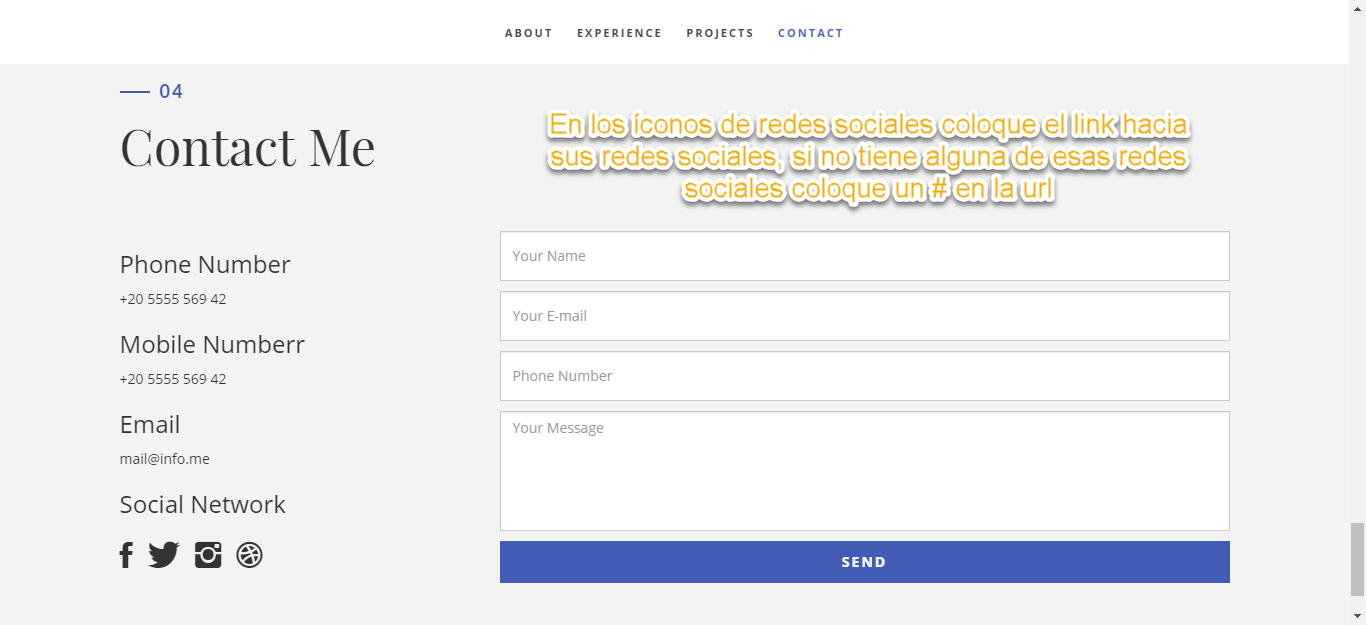 ABOUT EXPERIENCE PROJECTS CONTACT
04
Contact Me
En los íconos de redes sociales coloque el link hacia
sus redes sociales, si no tiene alguna de esas redes
sociales coloque un # en la url
Phone Number
+20 5555 569 42
Mobile Numberr
+20 5555 569 42
Email
mail@info.me
Social Network
Your Name
Your E-mail
Phone Number
Your Message
SEND